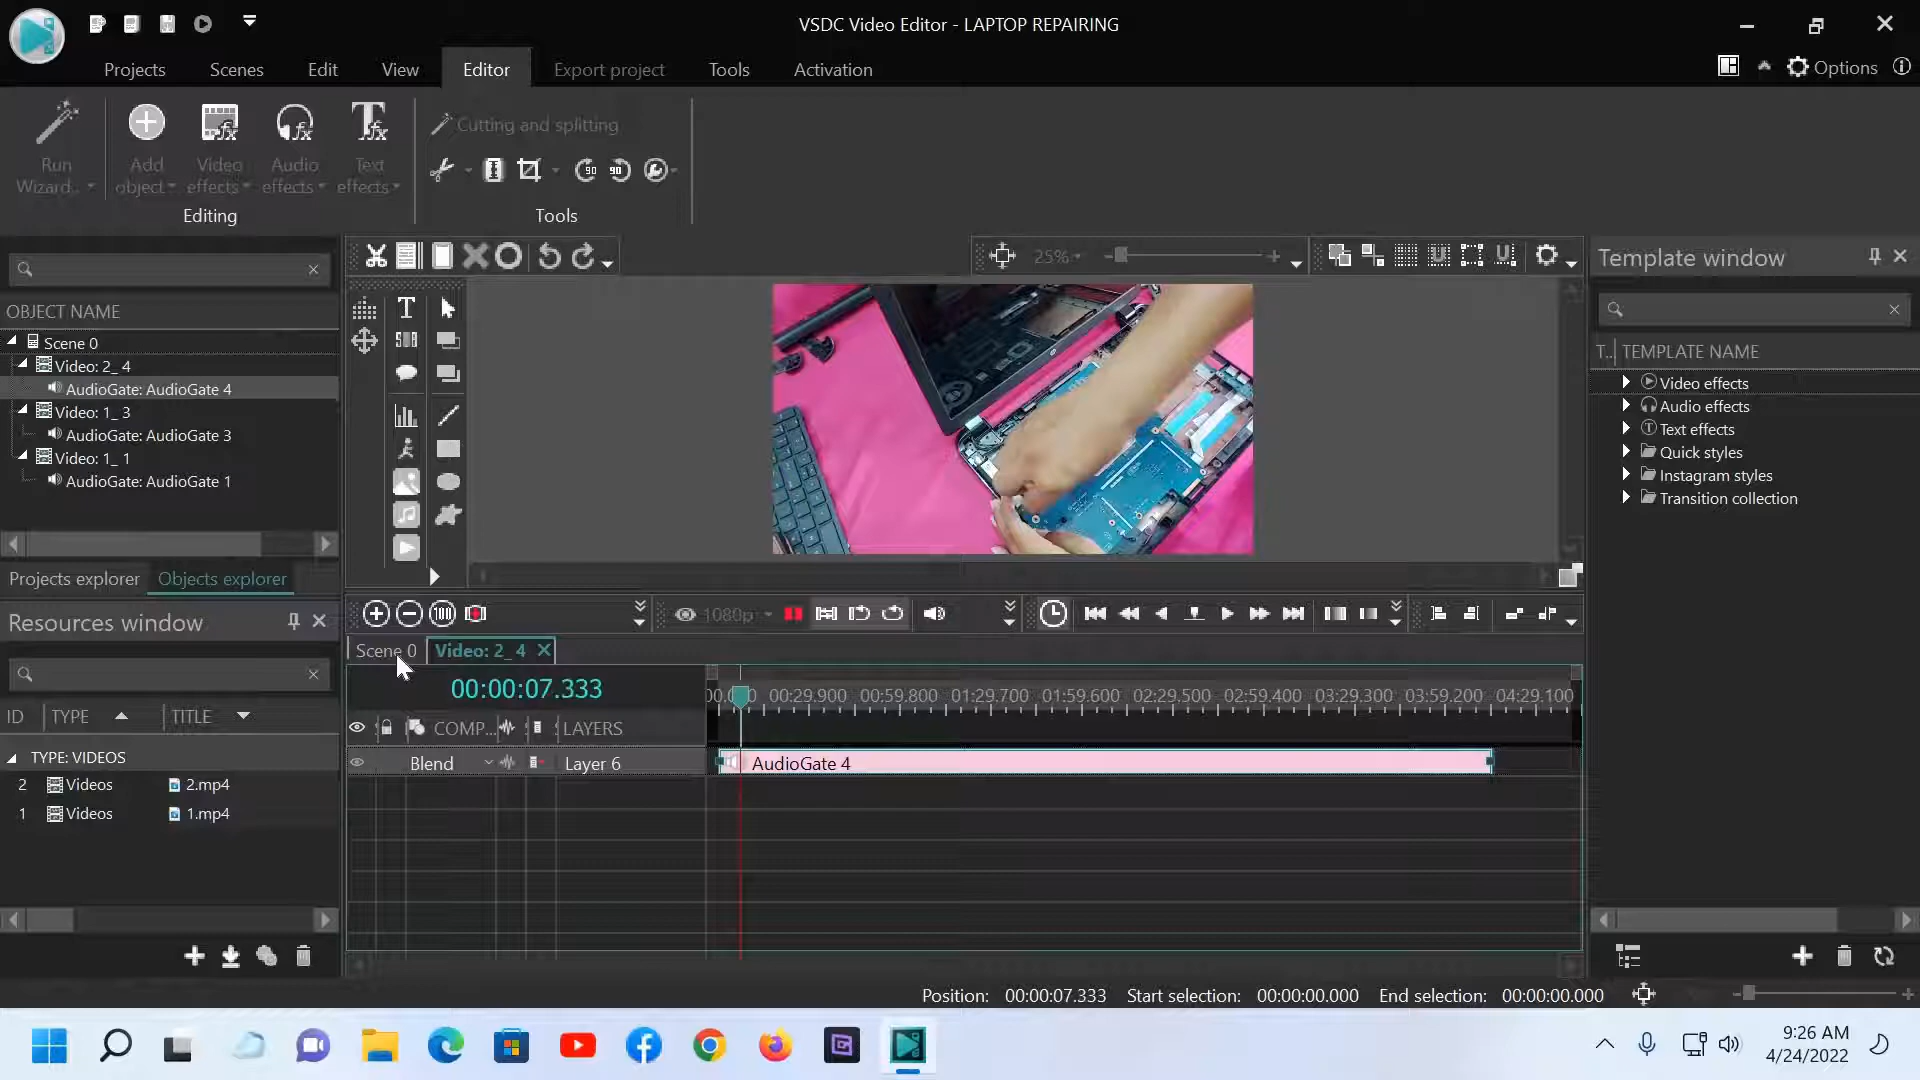 VSDC Video Editor - LAPTOP REPAIRING
Projects
Scenes
Edit
View
Editor
Export project
Tools
Activation
Options
Run Wizard...
Add object
Video effects
Audio effects
Text effects
Cutting and splitting
Editing
Tools
25%
Template window
OBJECT NAME
Scene 0
Video: 2_ 4
AudioGate: AudioGate 4
Video: 1_ 3
AudioGate: AudioGate 3
Video: 1_ 1
AudioGate: AudioGate 1
T.. TEMPLATE NAME
Video effects
Audio effects
Text effects
Quick styles
Instagram styles
Transition collection
Projects explorer
Objects explorer
Resources window
1080p
Scene 0
Video: 2_ 4
00:00:07.333
00:29.900 00:59.800 01:29.700 01:59.600 02:29.500 02:59.400 03:29.300 03:59.200 04:29.100
ID TYPE TITLE
COMP... LAYERS
TYPE: VIDEOS
Blend
Layer 6
AudioGate 4
2 Videos 2.mp4
1 Videos 1.mp4
Position: 00:00:07.333 Start selection: 00:00:00.000 End selection: 00:00:00.000
9:26 AM
4/24/2022